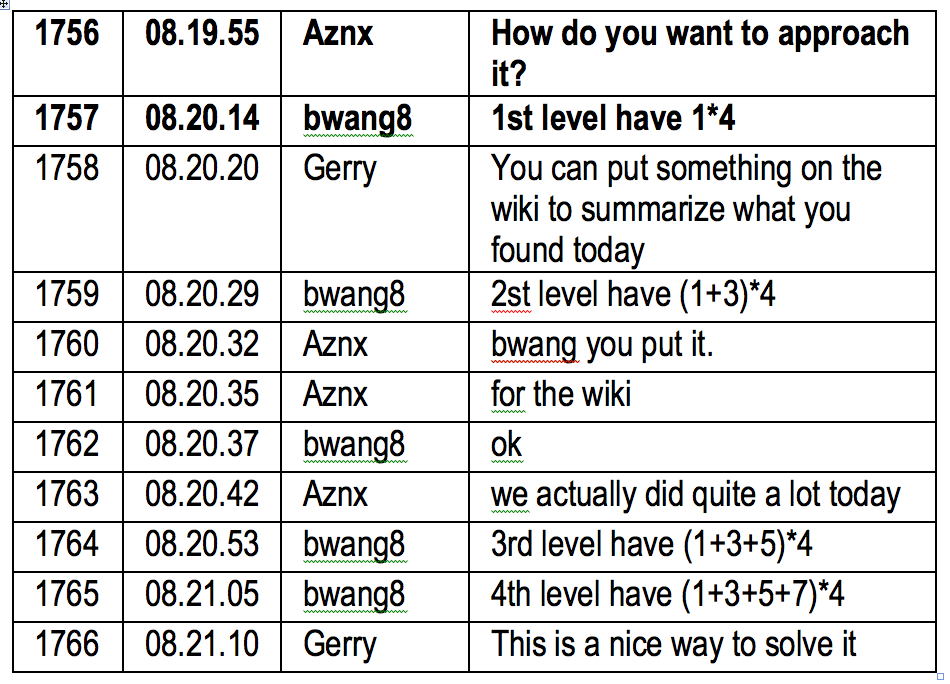 1756 08.19.55 Aznx How do you want to approach
it?
1757 08.20.14 bwang8 1st level have 1*4
1758 08.20.20 Gerry You can put something on the
wiki to summarize what you
found today
1759 08.20.29 bwang8 2st level have (1+3)*4
1760 08.20.32 Aznx bwang you put it.
1761 08.20.35 Aznx for the wiki
1762 08.20.37 bwang8 ok
1763 08.20.42 Aznx we actually did quite a lot today
1764 08.20.53 bwang8 3rd level have (1+3+5)*4
1765 08.21.05 bwang8 4th level have (1+3+5+7)*4
1766 08.21.10 Gerry This is a nice way to solve it